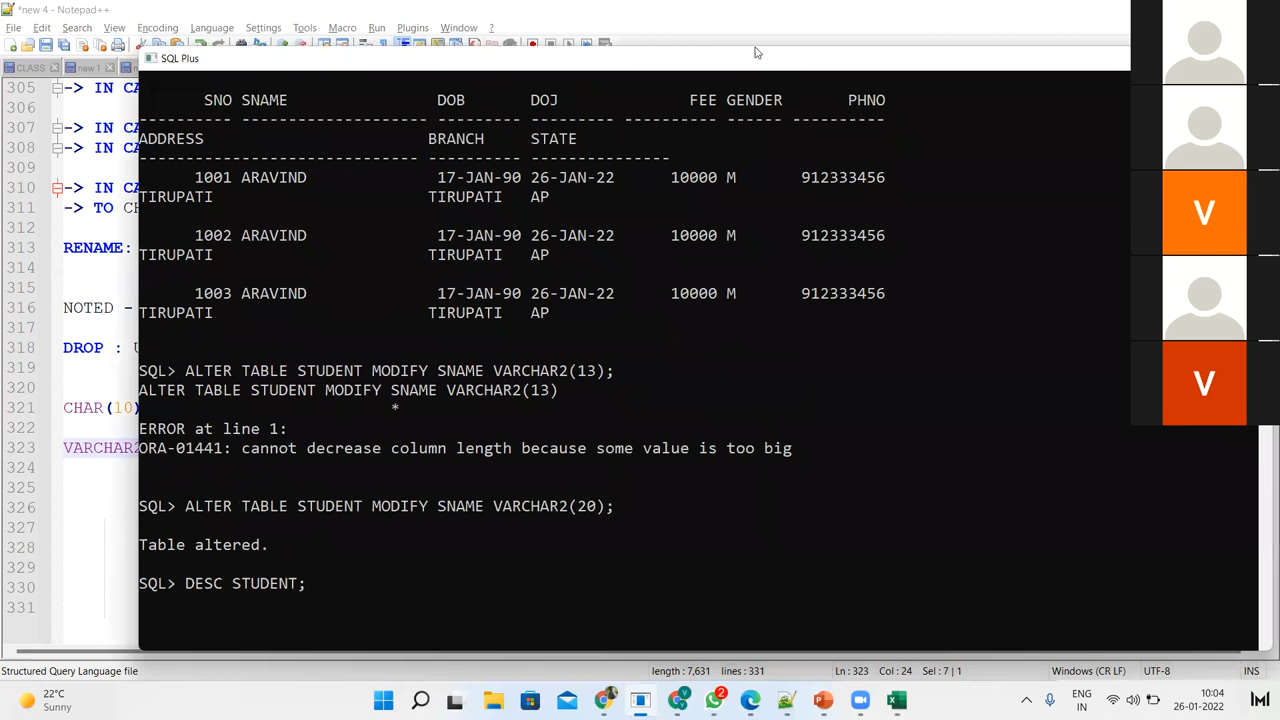 *new 4 - Notepad++
File Edit Search View Encoding Language Settings Tools Macro Run Plugins Window ?
SQL Plus
CLASS new 1
305 -> IN CA
306
307 -> IN CA
308 -> IN CA
309
310 -> IN CA
311 -> TO CH
312
313 RENAME:
314
315
316 NOTED -
317
318 DROP : U
319
320
321 CHAR(10)
322
323 VARCHAR2
324
325
326
327
328
329
330
331
SNO SNAME DOB DOJ FEE GENDER PHNO
---------- -------------------- --------- --------- ---------- ------ ----------
ADDRESS BRANCH STATE
------------------------------ ---------- ---------------
1001 ARAVIND 17-JAN-90 26-JAN-22 10000 M 912333456
TIRUPATI TIRUPATI AP
1002 ARAVIND 17-JAN-90 26-JAN-22 10000 M 912333456
TIRUPATI TIRUPATI AP
1003 ARAVIND 17-JAN-90 26-JAN-22 10000 M 912333456
TIRUPATI TIRUPATI AP
SQL> ALTER TABLE STUDENT MODIFY SNAME VARCHAR2(13);
ALTER TABLE STUDENT MODIFY SNAME VARCHAR2(13)
*
ERROR at line 1:
ORA-01441: cannot decrease column length because some value is too big
SQL> ALTER TABLE STUDENT MODIFY SNAME VARCHAR2(20);
Table altered.
SQL> DESC STUDENT;
V
V
Structured Query Language file length : 7,631 lines : 331 Ln : 323 Col : 24 Sel : 7 | 1 Windows (CR LF) UTF-8 INS
22°C
Sunny
2
ENG
IN
10:04
26-01-2022